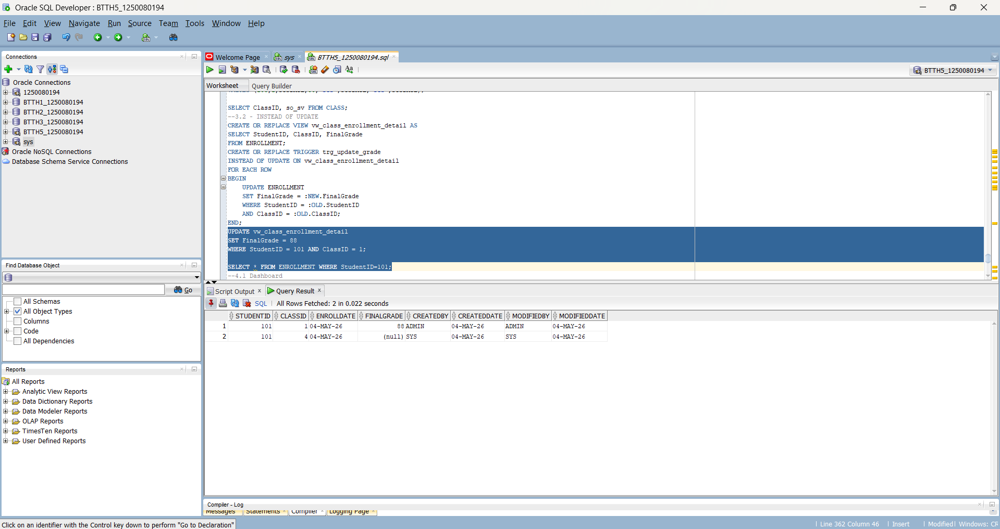 Oracle SQL Developer : BTTH5_1250080194
File Edit View Navigate Run Source Team Tools Window Help
Connections
Oracle Connections
1250080194
BTTH1_1250080194
BTTH2_1250080194
BTTH3_1250080194
BTTH5_1250080194
sys
Oracle NoSQL Connections
Database Schema Service Connections
Find Database Object
Go
All Schemas
All Object Types
Columns
Code
All Dependencies
Reports
All Reports
Analytic View Reports
Data Dictionary Reports
Data Modeler Reports
OLAP Reports
TimesTen Reports
User Defined Reports
Welcome Page sys BTTH5_1250080194.sql
BTTH5_1250080194
Worksheet Query Builder
SELECT ClassID, so_sv FROM CLASS;
--3.2 - INSTEAD OF UPDATE
CREATE OR REPLACE VIEW vw_class_enrollment_detail AS
SELECT StudentID, ClassID, FinalGrade
FROM ENROLLMENT;
CREATE OR REPLACE TRIGGER trg_update_grade
INSTEAD OF UPDATE ON vw_class_enrollment_detail
FOR EACH ROW
BEGIN
UPDATE ENROLLMENT
SET FinalGrade = :NEW.FinalGrade
WHERE StudentID = :OLD.StudentID
AND ClassID = :OLD.ClassID;
END;
UPDATE vw_class_enrollment_detail
SET FinalGrade = 88
WHERE StudentID = 101 AND ClassID = 1;
SELECT * FROM ENROLLMENT WHERE StudentID=101;
--4.1 Dashboard
Script Output Query Result
SQL All Rows Fetched: 2 in 0.022 seconds
STUDENTID CLASSID ENROLLDATE FINALGRADE CREATEDBY CREATEDDATE MODIFIEDBY MODIFIEDDATE
1 101 1 04-MAY-26 88 ADMIN 04-MAY-26 ADMIN 04-MAY-26
2 101 4 04-MAY-26 (null) SYS 04-MAY-26 SYS 04-MAY-26
Compiler - Log
Messages Statements Compiler Logging Page
Click on an identifier with the Control key down to perform "Go to Declaration"
Line 362 Column 46 Insert Modified Windows: CR